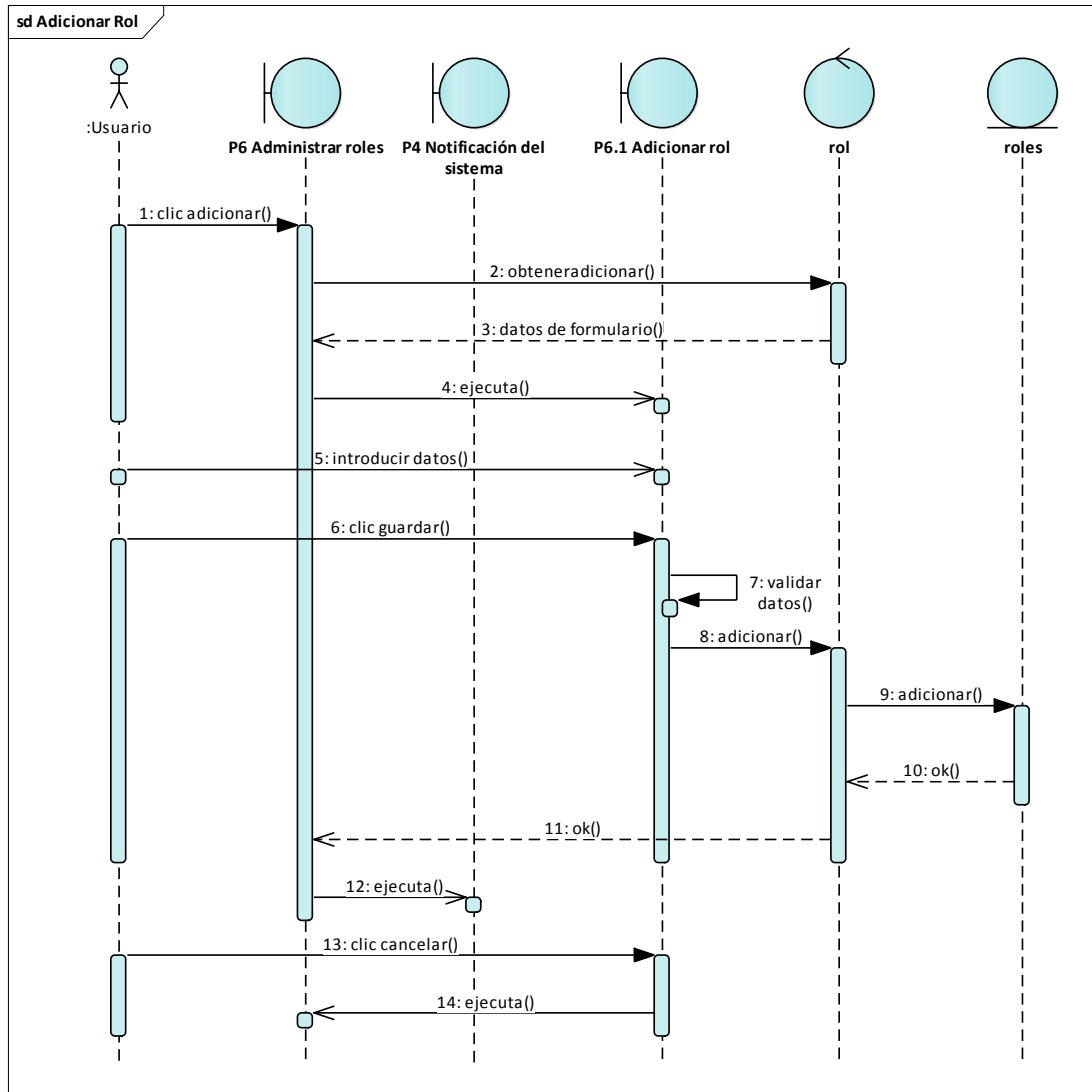 sd Adicionar Rol
:Usuario
P6 Administrar roles
P4 Notificación del
sistema
P6.1 Adicionar rol
rol
roles
1: clic adicionar()
2: obteneradicionar()
3: datos de formulario()
4: ejecuta()
5: introducir datos()
6: clic guardar()
7: validar
datos()
8: adicionar()
9: adicionar()
10: ok()
11: ok()
12: ejecuta()
13: clic cancelar()
14: ejecuta()